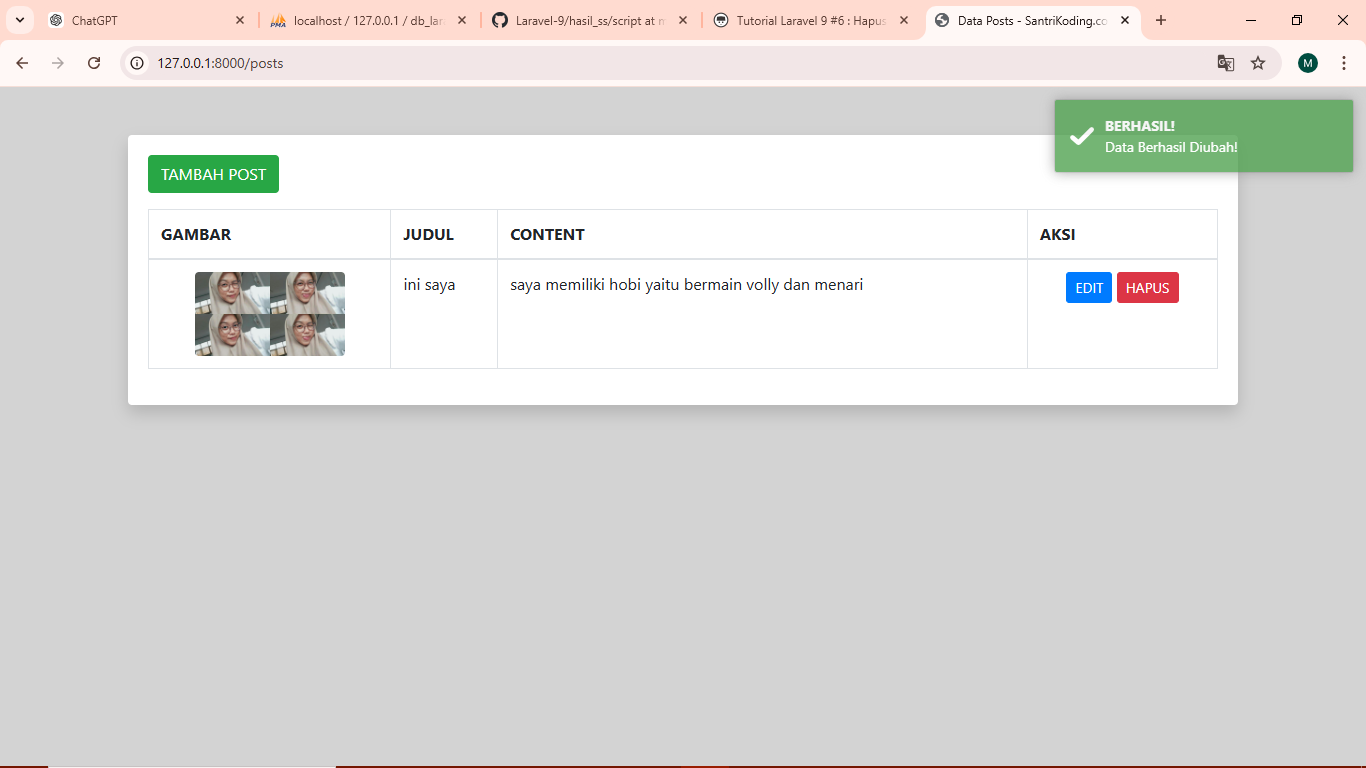 ChatGPT
localhost / 127.0.0.1 / db_lar
Laravel-9/hasil_ss/script at m
Tutorial Laravel 9 #6 : Hapus
Data Posts - SantriKoding.co
127.0.0.1:8000/posts
M
BERHASIL!
Data Berhasil Diubah!
TAMBAH POST
GAMBAR JUDUL CONTENT AKSI
ini saya saya memiliki hobi yaitu bermain volly dan menari EDIT HAPUS